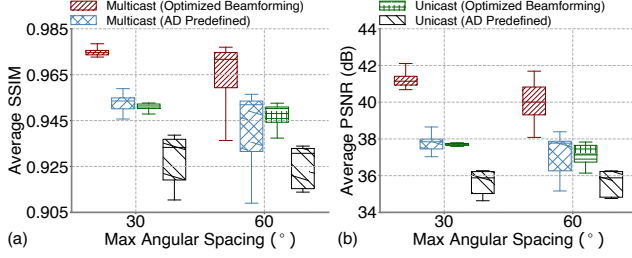 Multicast (Optimized Beamforming)
Multicast (AD Predefined)
Unicast (Optimized Beamforming)
Unicast (AD Predefined)
Average SSIM
0.985
0.965
0.945
0.925
0.905
30
60
(a)
Max Angular Spacing (°)
Average PSNR (dB)
44
42
40
38
36
34
30
60
(b)
Max Angular Spacing (°)